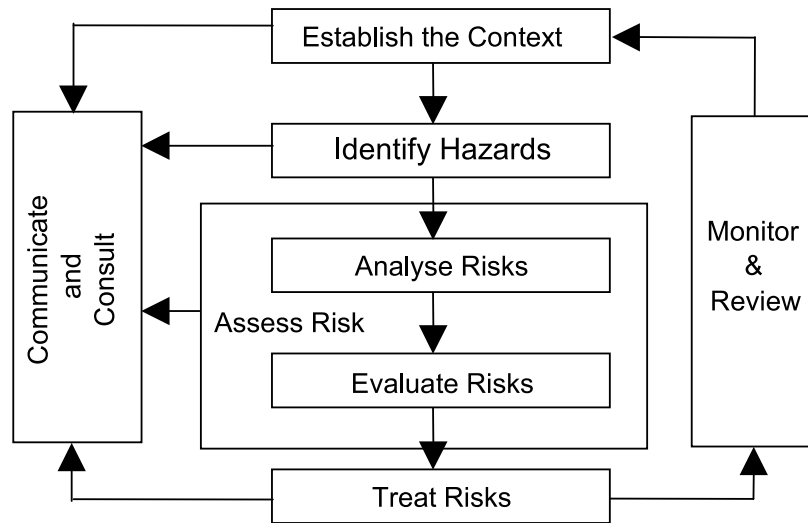 Establish the Context
Identify Hazards
Communicate
and
Consult
Analyse Risks
Assess Risk
Evaluate Risks
Monitor
&
Review
Treat Risks